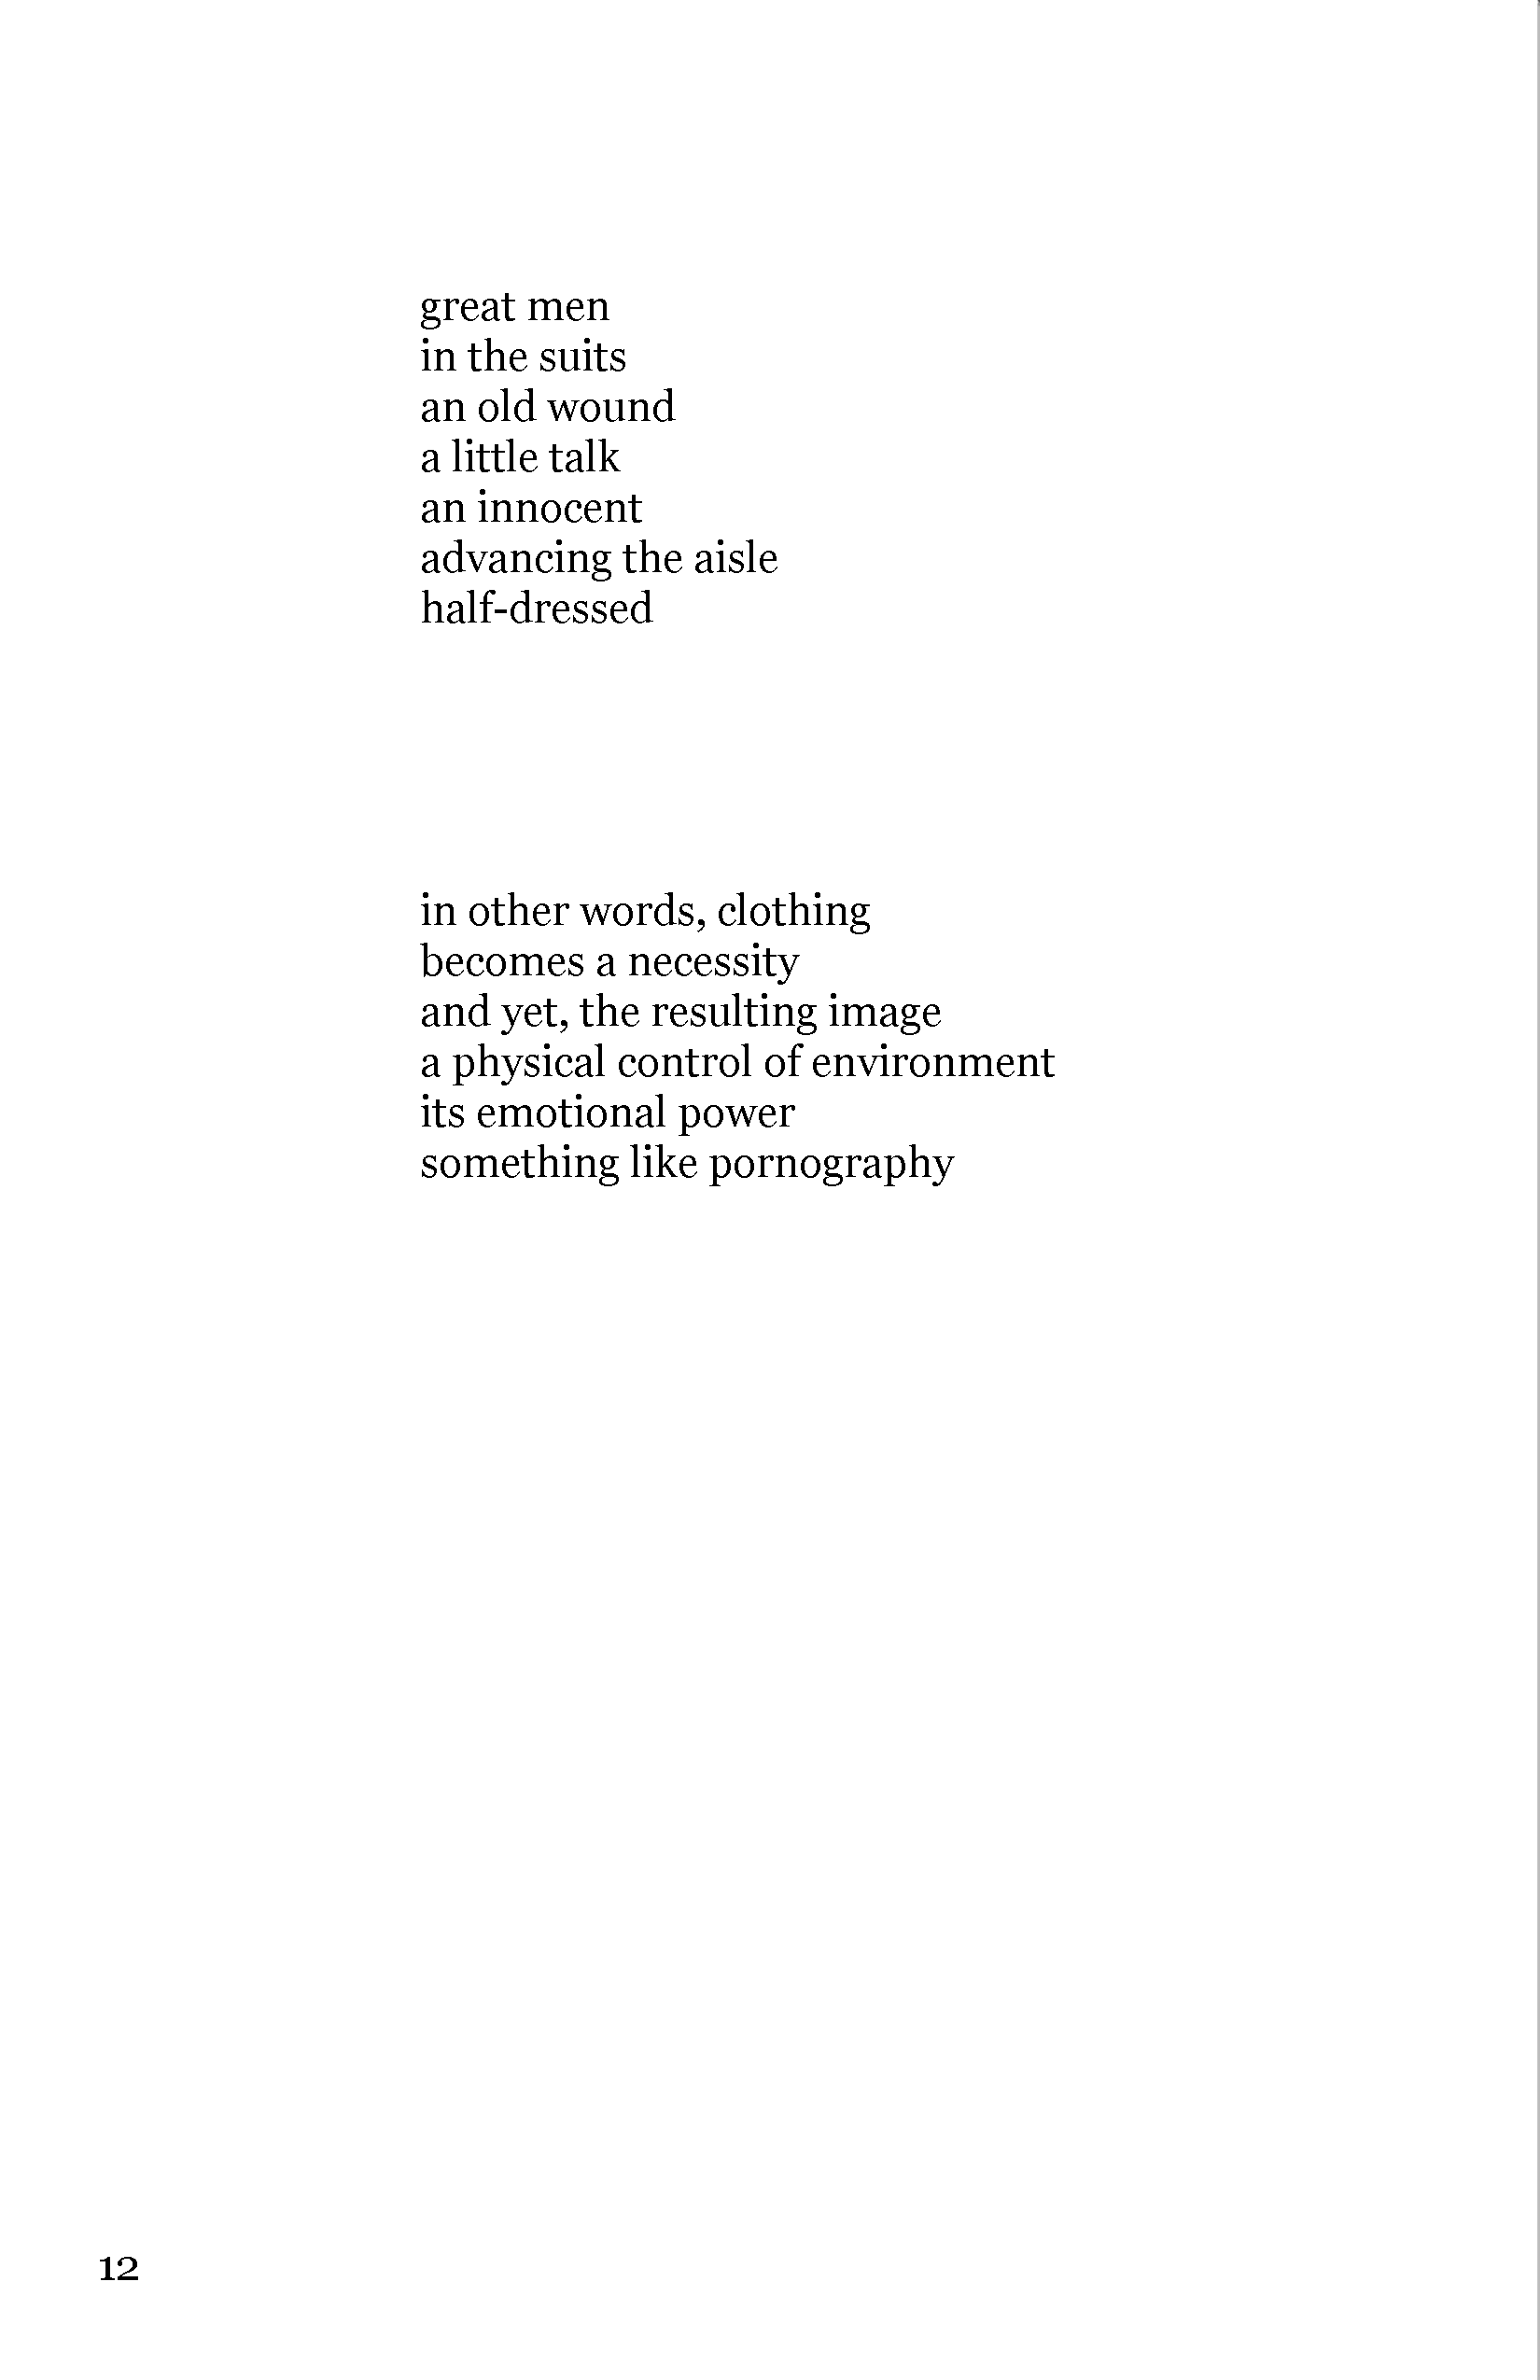 great men
in the suits
an old wound
a little talk
an innocent
advancing the aisle
half-dressed
in other words, clothing
becomes a necessity
and yet, the resulting image
a physical control of environment
its emotional power
something like pornography
12